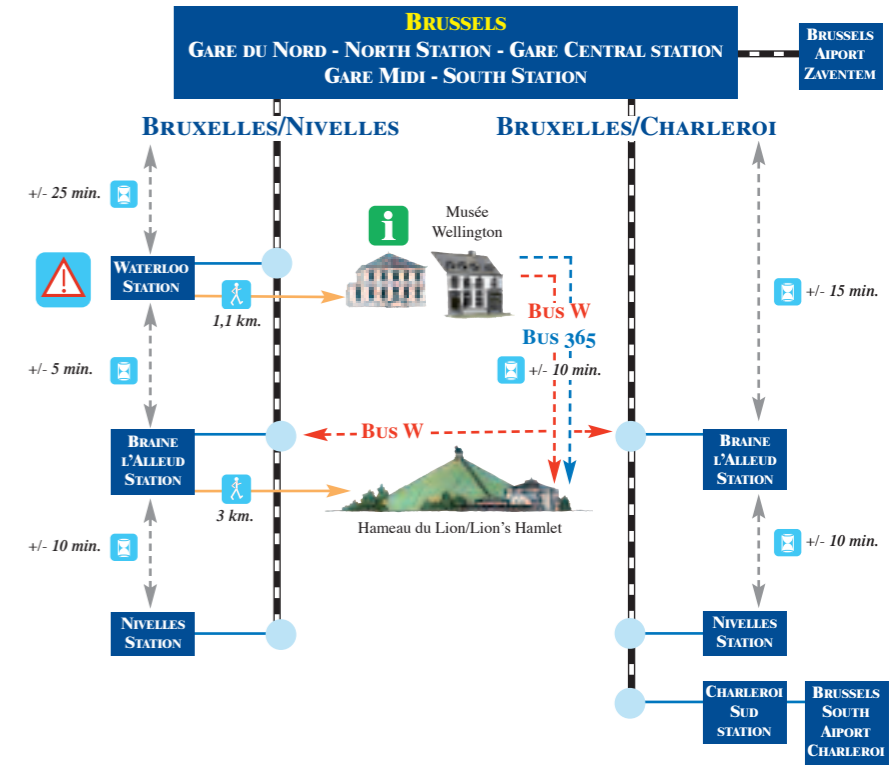 BRUSSELS
GARE DU NORD - NORTH STATION - GARE CENTRAL STATION
GARE MIDI - SOUTH STATION
BRUSSELS
AIPORT
ZAVENTEM
BRUXELLES/NIVELLES
BRUXELLES/CHARLEROI
+/- 25 min.
i
Musée
Wellington
WATERLOO
STATION
1,1 km.
BUS W
BUS 365
+/- 10 min.
+/- 15 min.
+/- 5 min.
BRAINE
L'ALLEUD
STATION
BUS W
BRAINE
L'ALLEUD
STATION
3 km.
Hameau du Lion/Lion's Hamlet
+/- 10 min.
+/- 10 min.
NIVELLES
STATION
NIVELLES
STATION
CHARLEROI
SUD
STATION
BRUSSELS
SOUTH
AIPORT
CHARLEROI